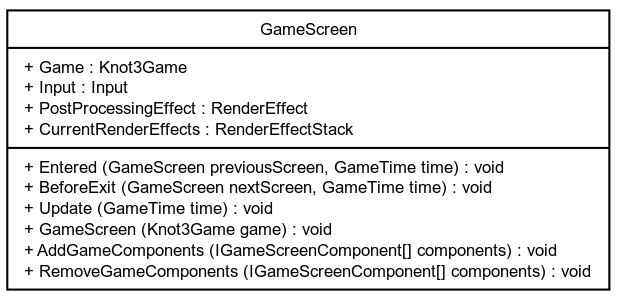 GameScreen
+ Game : Knot3Game
+ Input : Input
+ PostProcessingEffect : RenderEffect
+ CurrentRenderEffects : RenderEffectStack
+ Entered (GameScreen previousScreen, GameTime time) : void
+ BeforeExit (GameScreen nextScreen, GameTime time) : void
+ Update (GameTime time) : void
+ GameScreen (Knot3Game game) : void
+ AddGameComponents (IGameScreenComponent[] components) : void
+ RemoveGameComponents (IGameScreenComponent[] components) : void